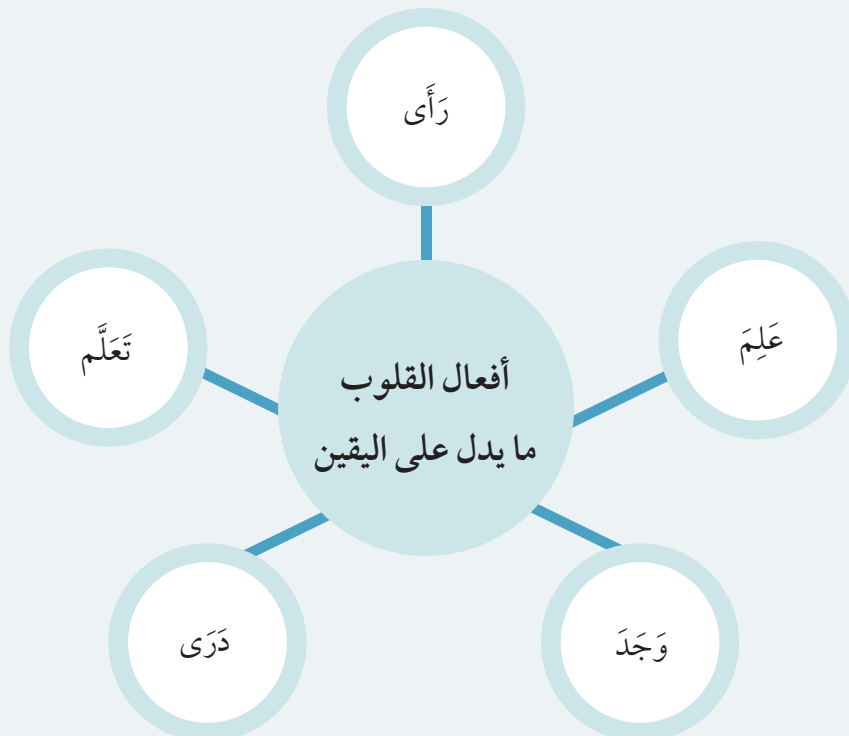 رَأَى
عَلِمَ
تَعَلَّم
أفعال القلوب
ما يدل على اليقين
وَجَدَ
دَرَى